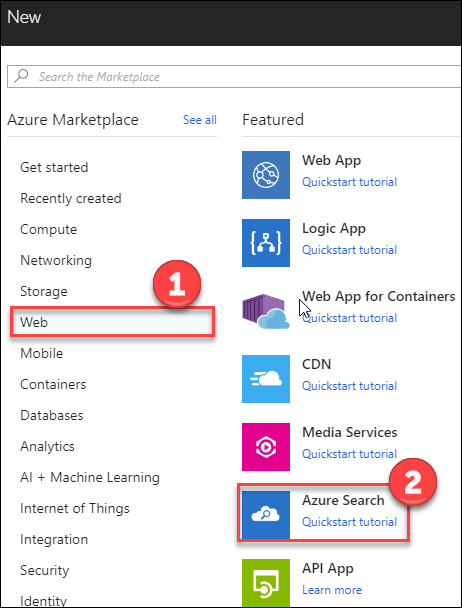 New
Search the Marketplace
Azure Marketplace
See all
Get started
Recently created
Compute
Networking
Storage
1
Web
Mobile
Containers
Databases
Analytics
AI + Machine Learning
Internet of Things
Integration
Security
Identity
Featured
Web App
Quickstart tutorial
Logic App
Quickstart tutorial
Web App for Containers
Quickstart tutorial
CDN
Quickstart tutorial
Media Services
Quickstart tutorial
2
Azure Search
Quickstart tutorial
API App
Learn more